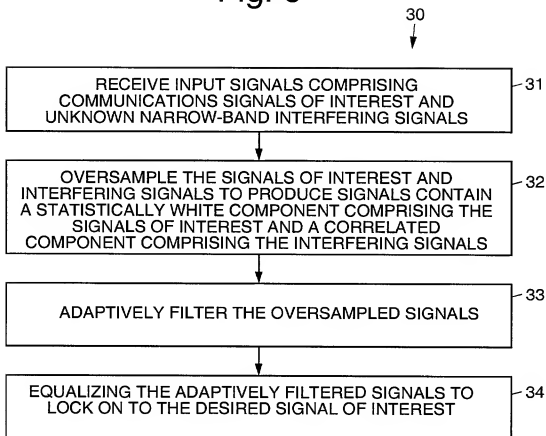 30
RECEIVE INPUT SIGNALS COMPRISING
COMMUNICATIONS SIGNALS OF INTEREST AND
UNKNOWN NARROW-BAND INTERFERING SIGNALS
31
OVERSAMPLE THE SIGNALS OF INTEREST AND
INTERFERING SIGNALS TO PRODUCE SIGNALS CONTAIN
A STATISTICALLY WHITE COMPONENT COMPRISING THE
SIGNALS OF INTEREST AND A CORRELATED
COMPONENT COMPRISING THE INTERFERING SIGNALS
32
ADAPTIVELY FILTER THE OVERSAMPLED SIGNALS
33
EQUALIZING THE ADAPTIVELY FILTERED SIGNALS TO
LOCK ON TO THE DESIRED SIGNAL OF INTEREST
34